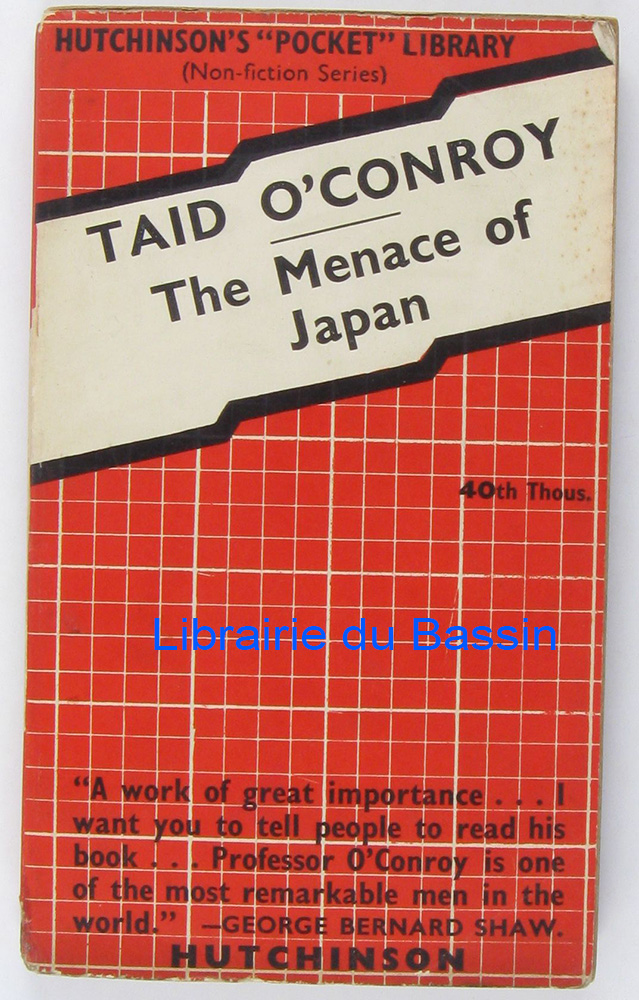 HUTCHINSON'S "POCKET" LIBRARY
(Non-fiction Series)
TAID O'CONROY
The Menace of
Japan
40th Thous.
Librairie du Bassin
"A work of great importance . . . I
want you to tell people to read his
book . . . Professor O'Conroy is one
of the most remarkable men in the
world." —GEORGE BERNARD SHAW.
HUTCHINSON